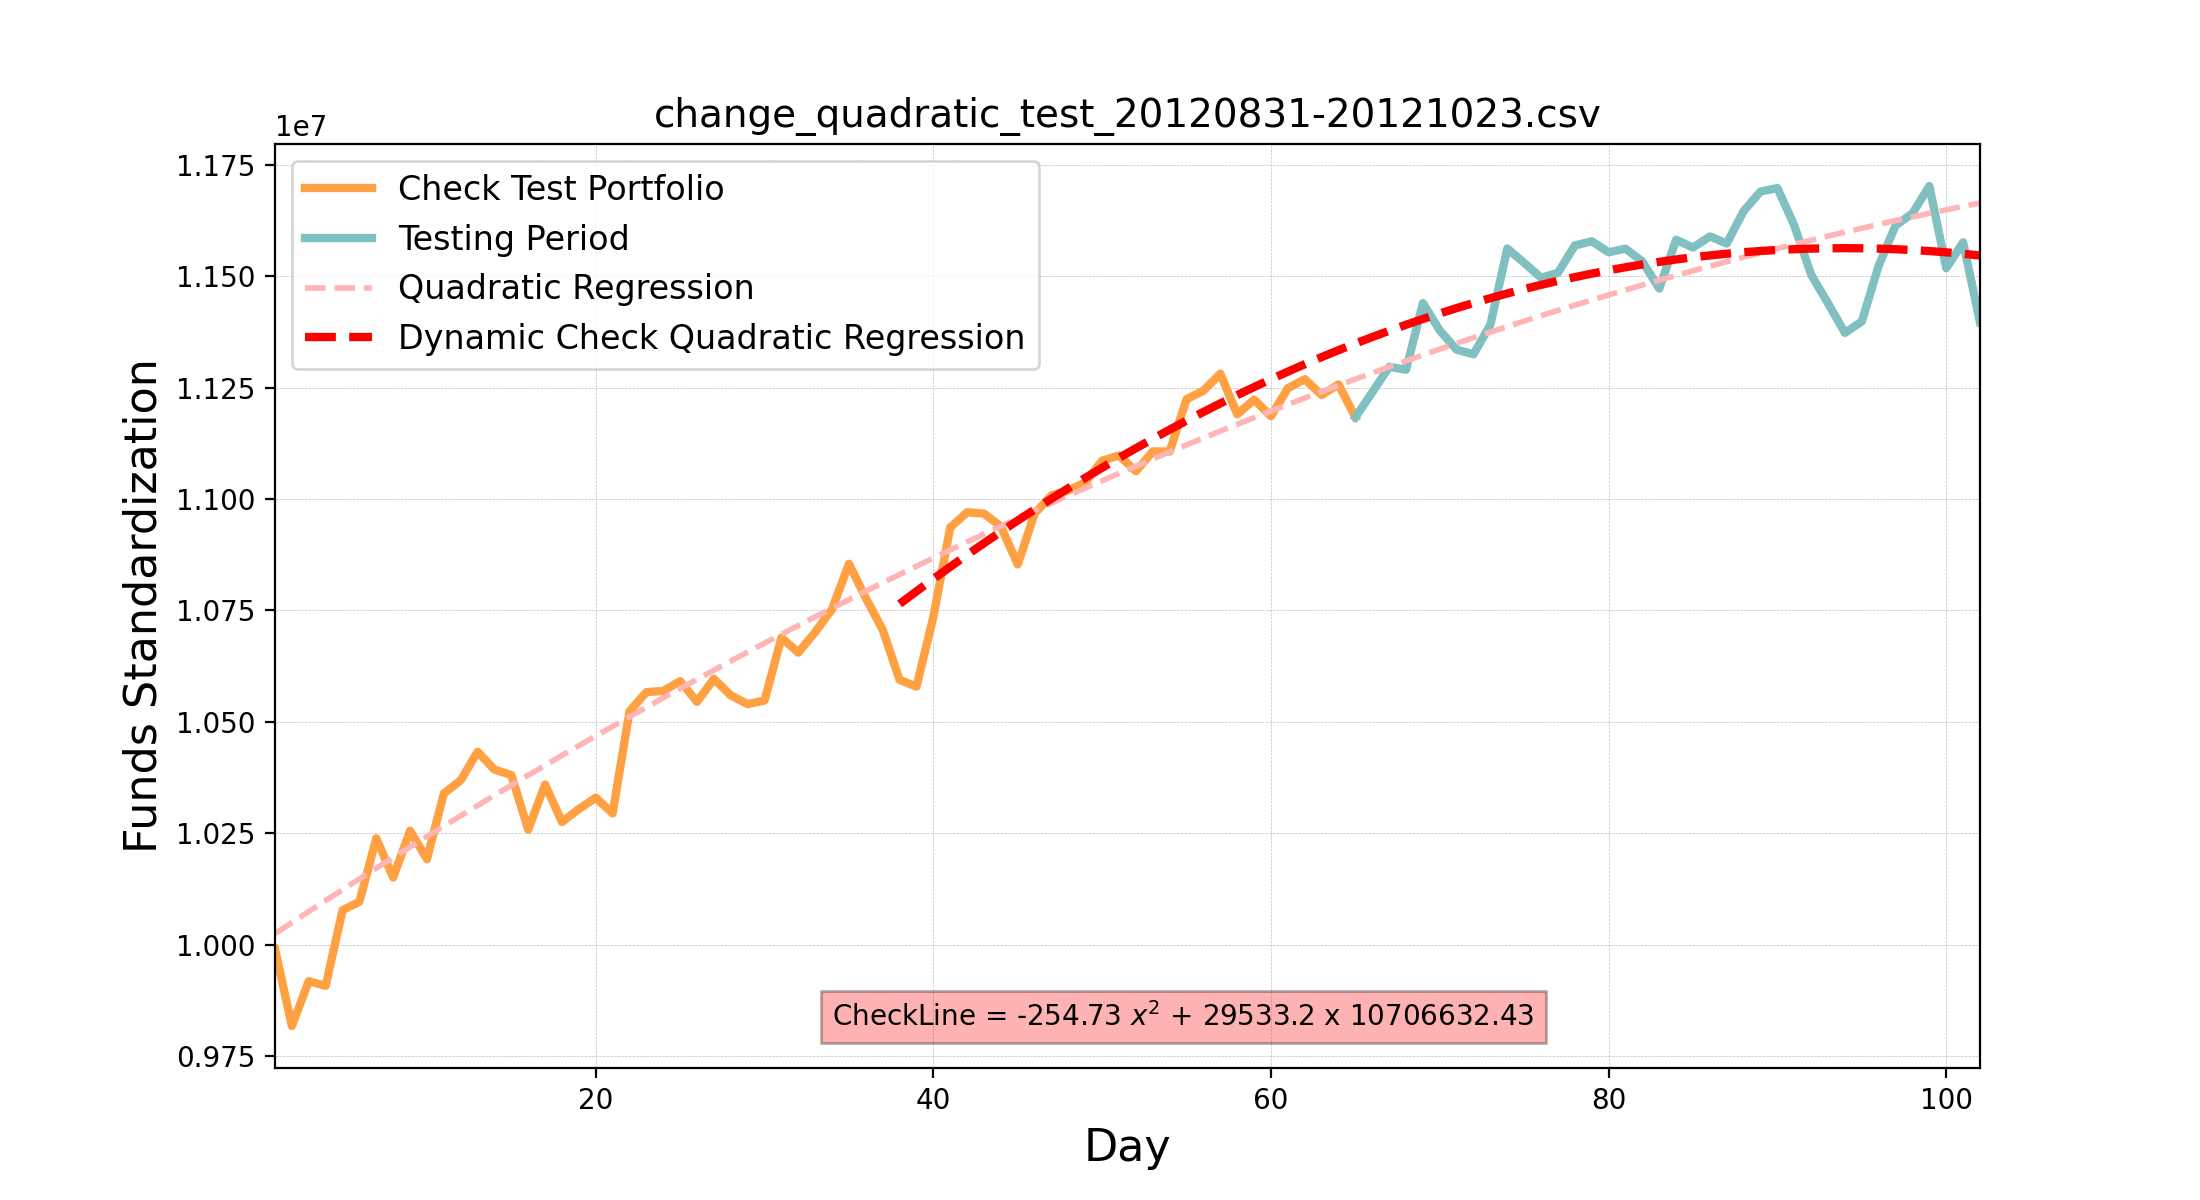 change_quadratic_test_20120831-20121023.csv
1e7
1.175
1.150
1.125
1.100
1.075
1.050
1.025
1.000
0.975
Funds Standardization
Check Test Portfolio
Testing Period
Quadratic Regression
Dynamic Check Quadratic Regression
CheckLine = -254.73 x² + 29533.2 x 10706632.43
20 40 60 80 100
Day